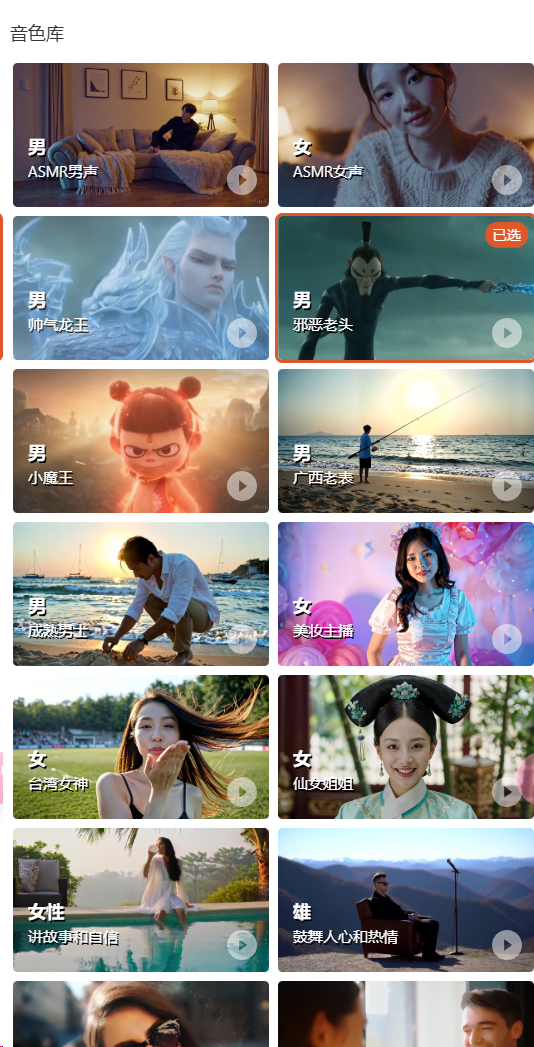 音色库
男
ASMR男声
女
ASMR女声
男
帅气龙王
已选
男
邪恶老头
男
小魔王
男
广西老表
男
成熟男士
女
美妆主播
女
台湾女神
女
仙女姐姐
女性
讲故事和自信
雄
鼓舞人心和热情